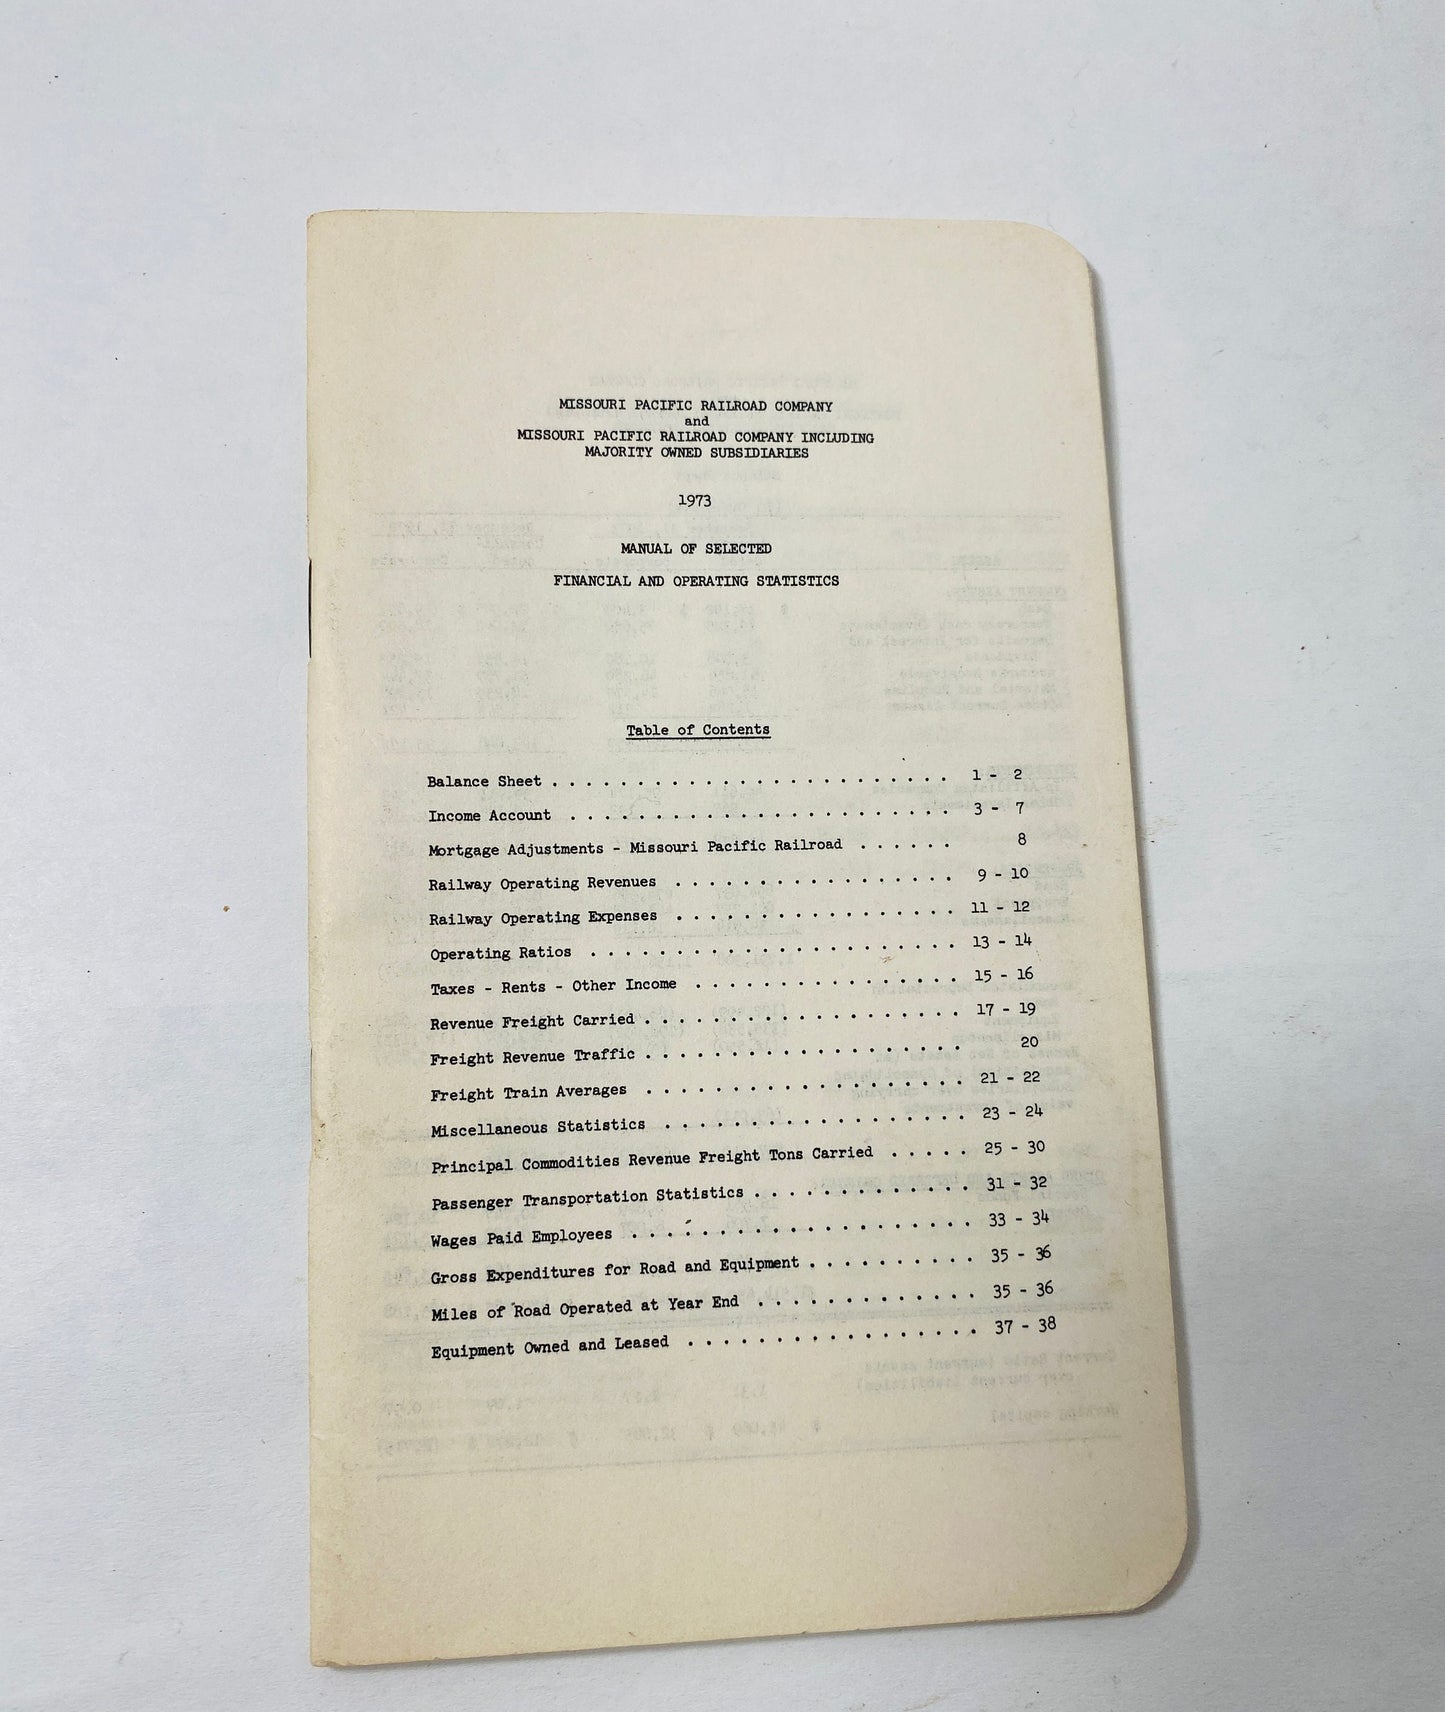 MISSOURI PACIFIC RAILROAD COMPANY
and
MISSOURI PACIFIC RAILROAD COMPANY INCLUDING
MAJORITY OWNED SUBSIDIARIES
1973
MANUAL OF SELECTED
FINANCIAL AND OPERATING STATISTICS
Table of Contents
Balance Sheet . . . . . . . . . . . . . . . . . . . . . . . . 1 - 2
Income Account . . . . . . . . . . . . . . . . . . . . . . . 3 - 7
Mortgage Adjustments - Missouri Pacific Railroad . . . . . . 8
Railway Operating Revenues . . . . . . . . . . . . . . . . . 9 - 10
Railway Operating Expenses . . . . . . . . . . . . . . . . . 11 - 12
Operating Ratios . . . . . . . . . . . . . . . . . . . . . . 13 - 14
Taxes - Rents - Other Income . . . . . . . . . . . . . . . . 15 - 16
Revenue Freight Carried . . . . . . . . . . . . . . . . . . . 17 - 19
Freight Revenue Traffic . . . . . . . . . . . . . . . . . . . 20
Freight Train Averages . . . . . . . . . . . . . . . . . . . 21 - 22
Miscellaneous Statistics . . . . . . . . . . . . . . . . . . 23 - 24
Principal Commodities Revenue Freight Tons Carried . . . . . 25 - 30
Passenger Transportation Statistics . . . . . . . . . . . . . 31 - 32
Wages Paid Employees . . . . . . . . . . . . . . . . . . . . 33 - 34
Gross Expenditures for Road and Equipment . . . . . . . . . . 35 - 36
Miles of Road Operated at Year End . . . . . . . . . . . . . 35 - 36
Equipment Owned and Leased . . . . . . . . . . . . . . . . . 37 - 38